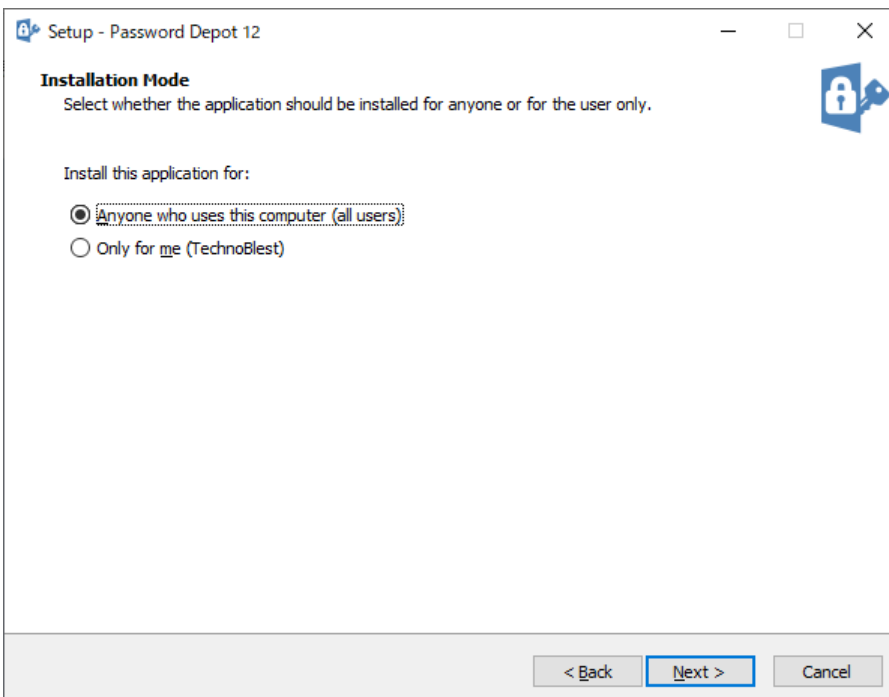 Setup - Password Depot 12
Installation Mode
Select whether the application should be installed for anyone or for the user only.
Install this application for:
Anyone who uses this computer (all users)
Only for me (TechnoBlest)
< Back
Next >
Cancel